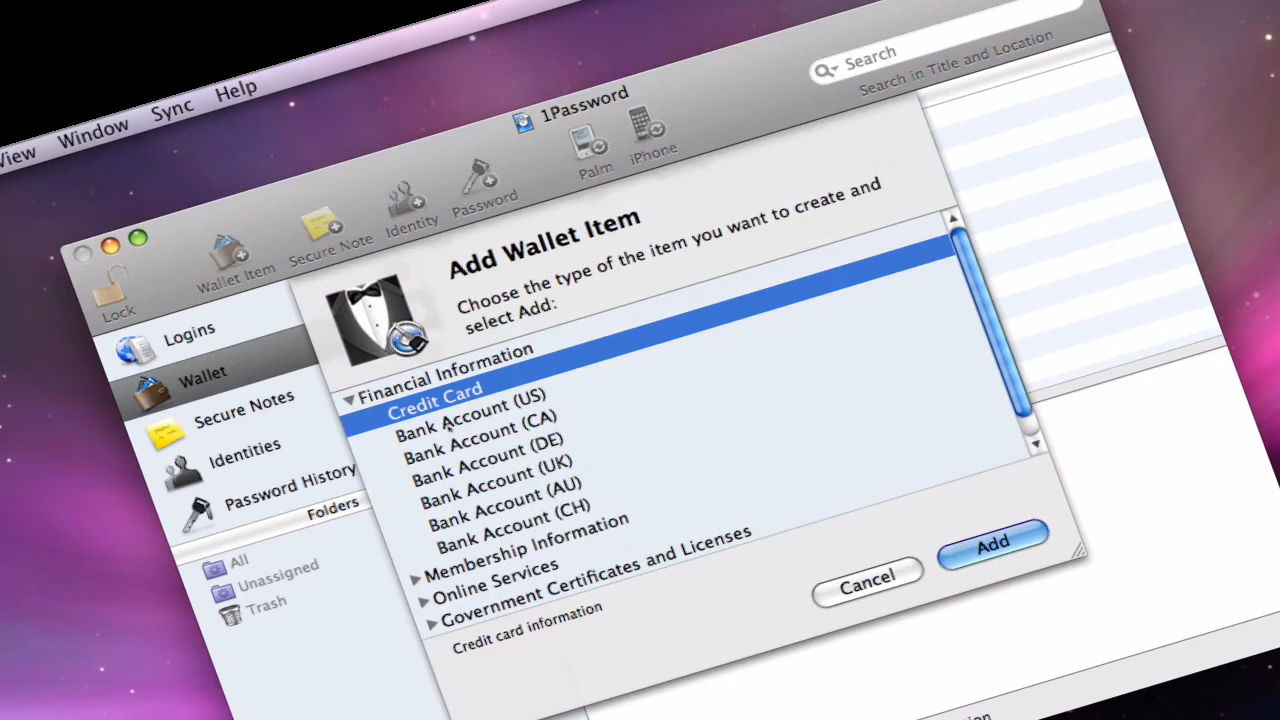 View Window Sync Help
1Password
Search
Search in Title and Location
Lock
Wallet Item
Secure Note
Identity
Password
Palm
iPhone
Logins
Wallet
Secure Notes
Identities
Password History
Folders
All
Unassigned
Trash
Add Wallet Item
Choose the type of the item you want to create and
select Add:
Financial Information
Credit Card
Bank Account (US)
Bank Account (CA)
Bank Account (DE)
Bank Account (UK)
Bank Account (AU)
Bank Account (CH)
Membership Information
Online Services
Government Certificates and Licenses
Credit card information
Cancel
Add